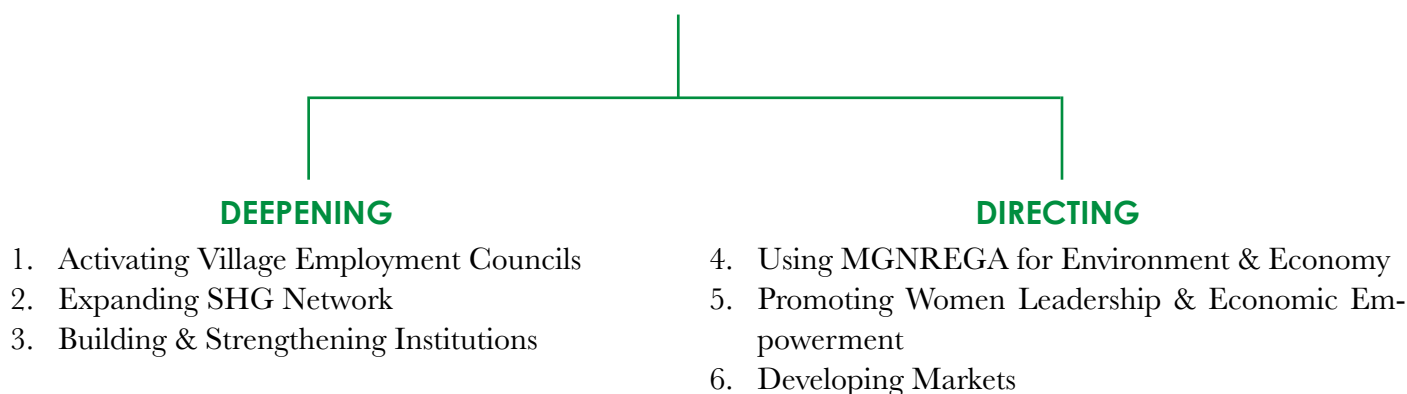 DEEPENING
1. Activating Village Employment Councils
2. Expanding SHG Network
3. Building & Strengthening Institutions
DIRECTING
4. Using MGNREGA for Environment & Economy
5. Promoting Women Leadership & Economic Em-
powerment
6. Developing Markets